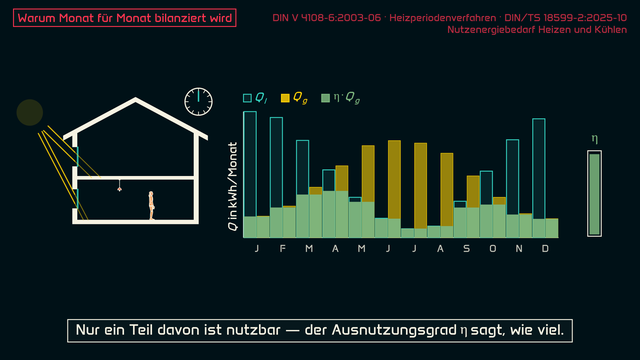 Warum Monat für Monat bilanziert wird
DIN V 4108-6:2003-06 · Heizperiodenverfahren · DIN/TS 18599-2:2025-10
Nutzenergiebedarf Heizen und Kühlen
Q_l Q_g η·Q_g
Q in kWh/Monat
η
J F M A M J J A S O N D
Nur ein Teil davon ist nutzbar — der Ausnutzungsgrad η sagt, wie viel.